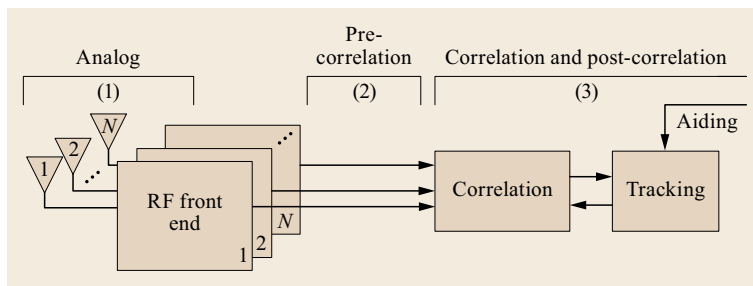 Analog
(1)
Pre-
correlation
(2)
Correlation and post-correlation
(3)
Aiding
1
2
N
RF front
end
1
2
N
Correlation
Tracking